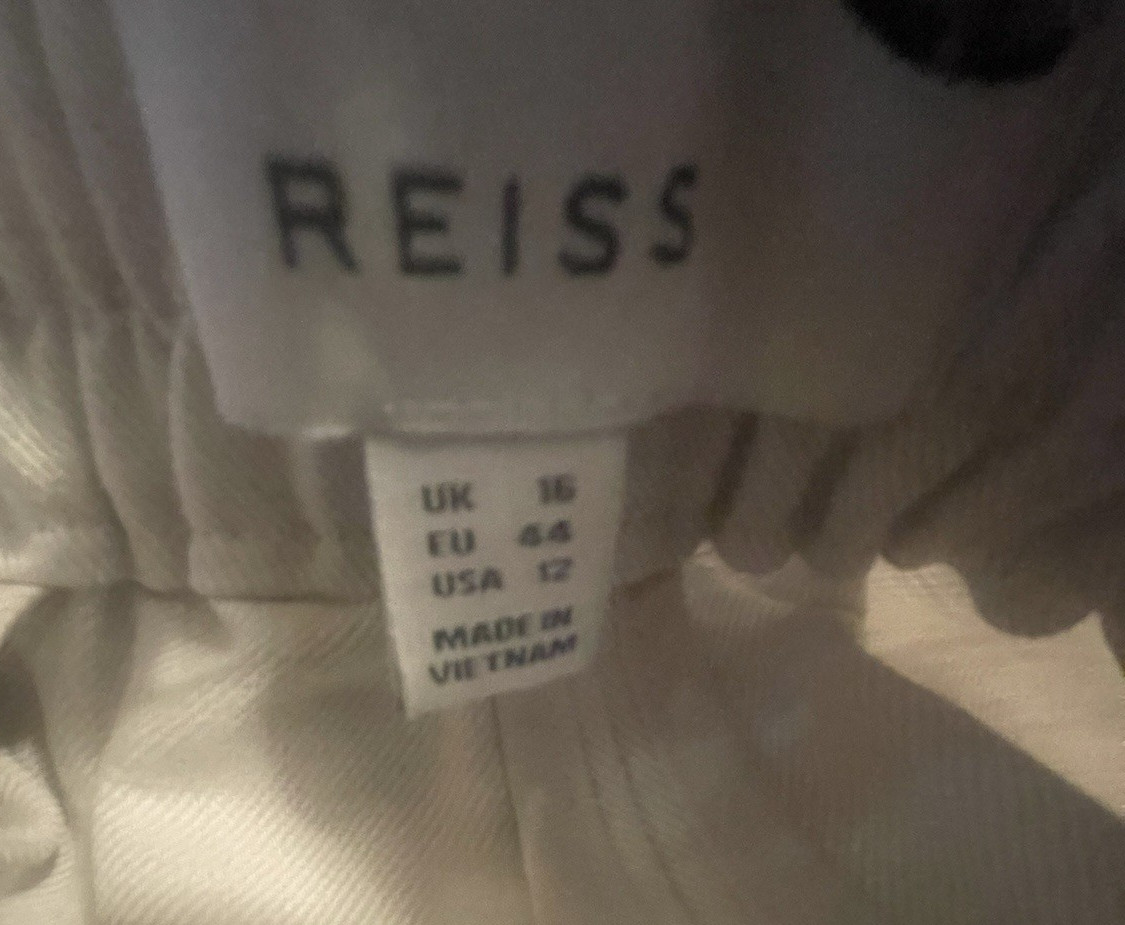 REISS
UK 16
EU 44
USA 12
MADE IN
VIETNAM